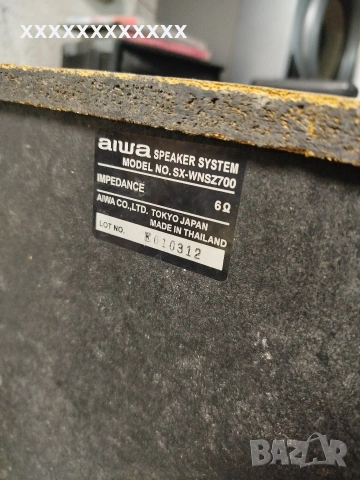 XXXXXXXXXXXXX
aiwa SPEAKER SYSTEM
MODEL NO. SX-WNSZ700
IMPEDANCE 6Ω
AIWA CO.,LTD. TOKYO JAPAN
MADE IN THAILAND
LOT NO. K010312
BAZAR